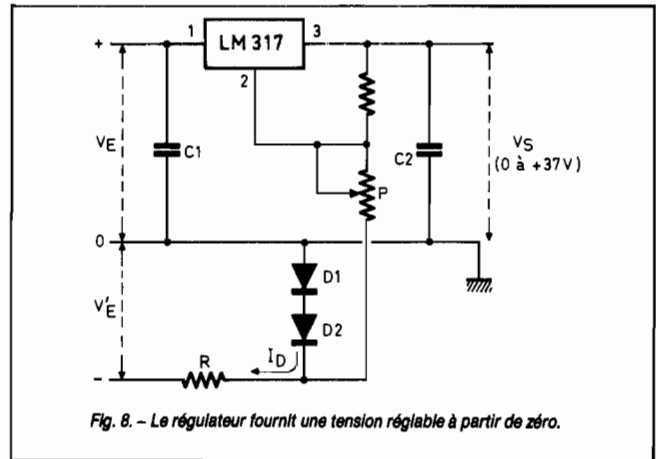 LM 317
1
3
2
+
VE
C1
P
C2
VS
(0 à +37V)
0
V'E
D1
D2
ID
R
-
Fig. 8. – Le régulateur fournit une tension réglable à partir de zéro.